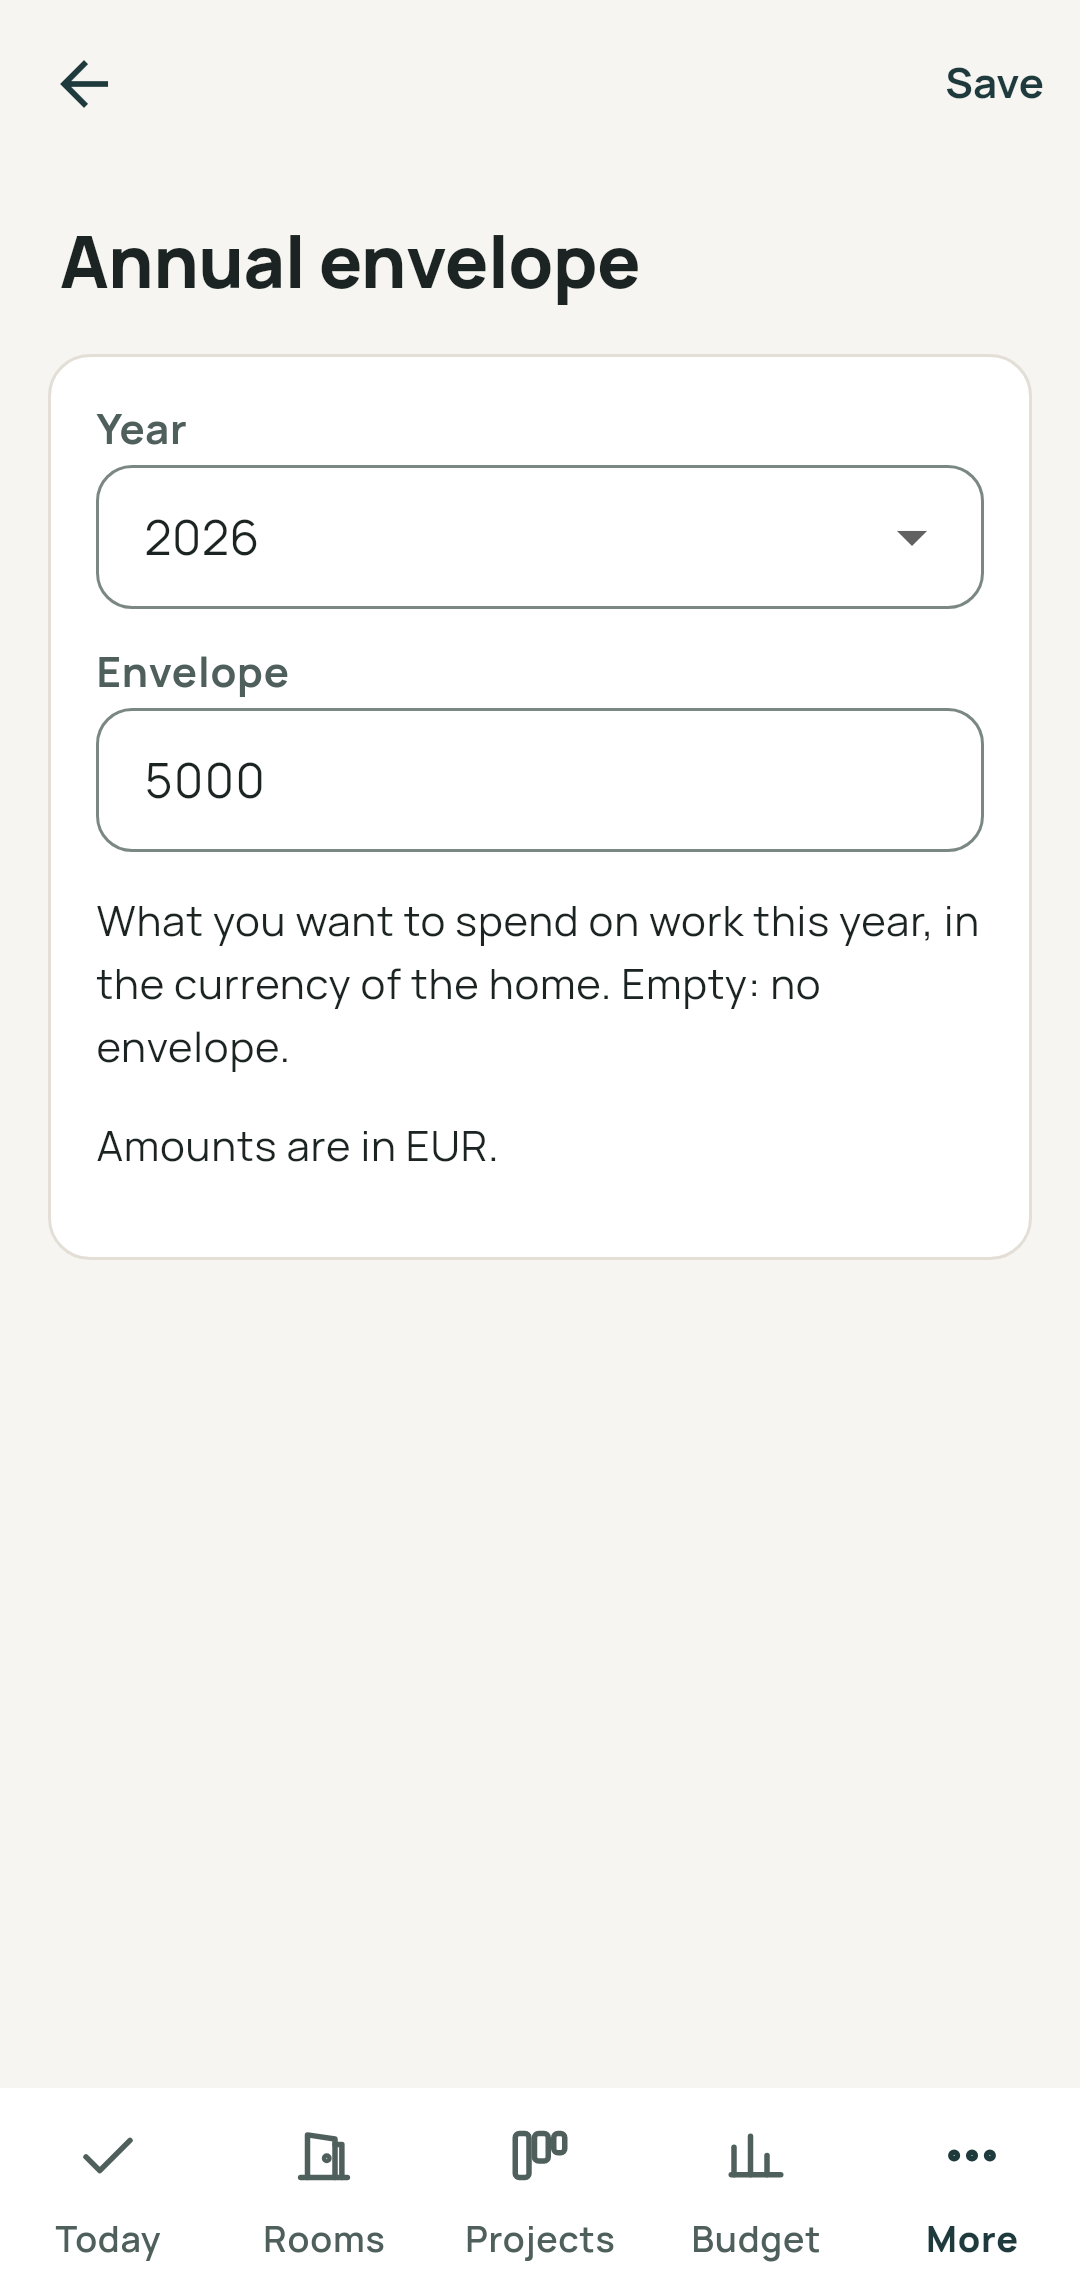 Save
Annual envelope
Year
2026
Envelope
5000
What you want to spend on work this year, in
the currency of the home. Empty: no
envelope.
Amounts are in EUR.
Today
Rooms
Projects
Budget
More